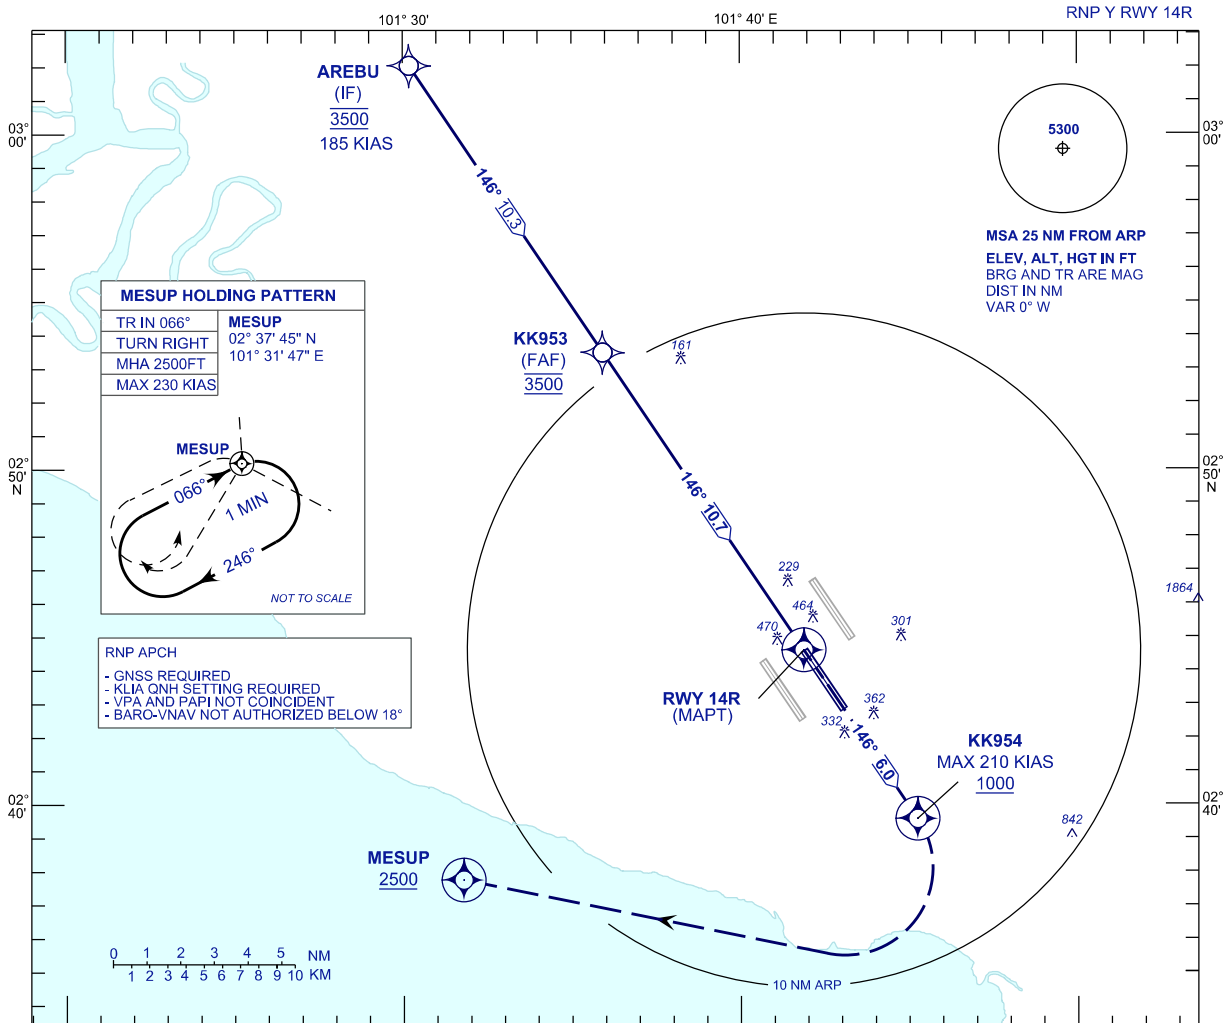 RNP Y RWY 14R
101° 30'
101° 40' E
AREBU
(IF)
3500
185 KIAS
5300
03°
00'
03°
00'
146° 10.3
MSA 25 NM FROM ARP
ELEV, ALT, HGT IN FT
BRG AND TR ARE MAG
DIST IN NM
VAR 0° W
MESUP HOLDING PATTERN
TR IN 066°
TURN RIGHT
MHA 2500FT
MAX 230 KIAS
MESUP
02° 37' 45" N
101° 31' 47" E
MESUP
066°
1 MIN
246°
NOT TO SCALE
KK953
(FAF)
3500
161
02°
50'
N
02°
50'
N
146° 10.7
229
464
470
301
1864
RNP APCH
- GNSS REQUIRED
- KLIA QNH SETTING REQUIRED
- VPA AND PAPI NOT COINCIDENT
- BARO-VNAV NOT AUTHORIZED BELOW 18°
RWY 14R
(MAPT)
362
332
146° 6.0
KK954
MAX 210 KIAS
1000
02°
40'
02°
40'
842
MESUP
2500
0 1 2 3 4 5 NM
1 2 3 4 5 6 7 8 9 10 KM
10 NM ARP